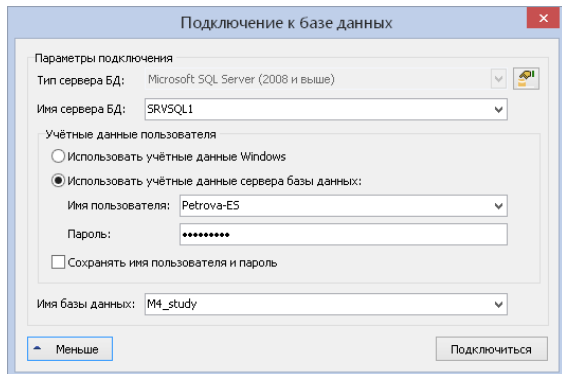 Подключение к базе данных
Параметры подключения
Тип сервера БД: Microsoft SQL Server (2008 и выше)
Имя сервера БД: SRVSQL1
Учётные данные пользователя
Использовать учётные данные Windows
Использовать учётные данные сервера базы данных:
Имя пользователя: Petrova-ES
Пароль: •••••••••
Сохранять имя пользователя и пароль
Имя базы данных: M4_study
Меньше Подключиться